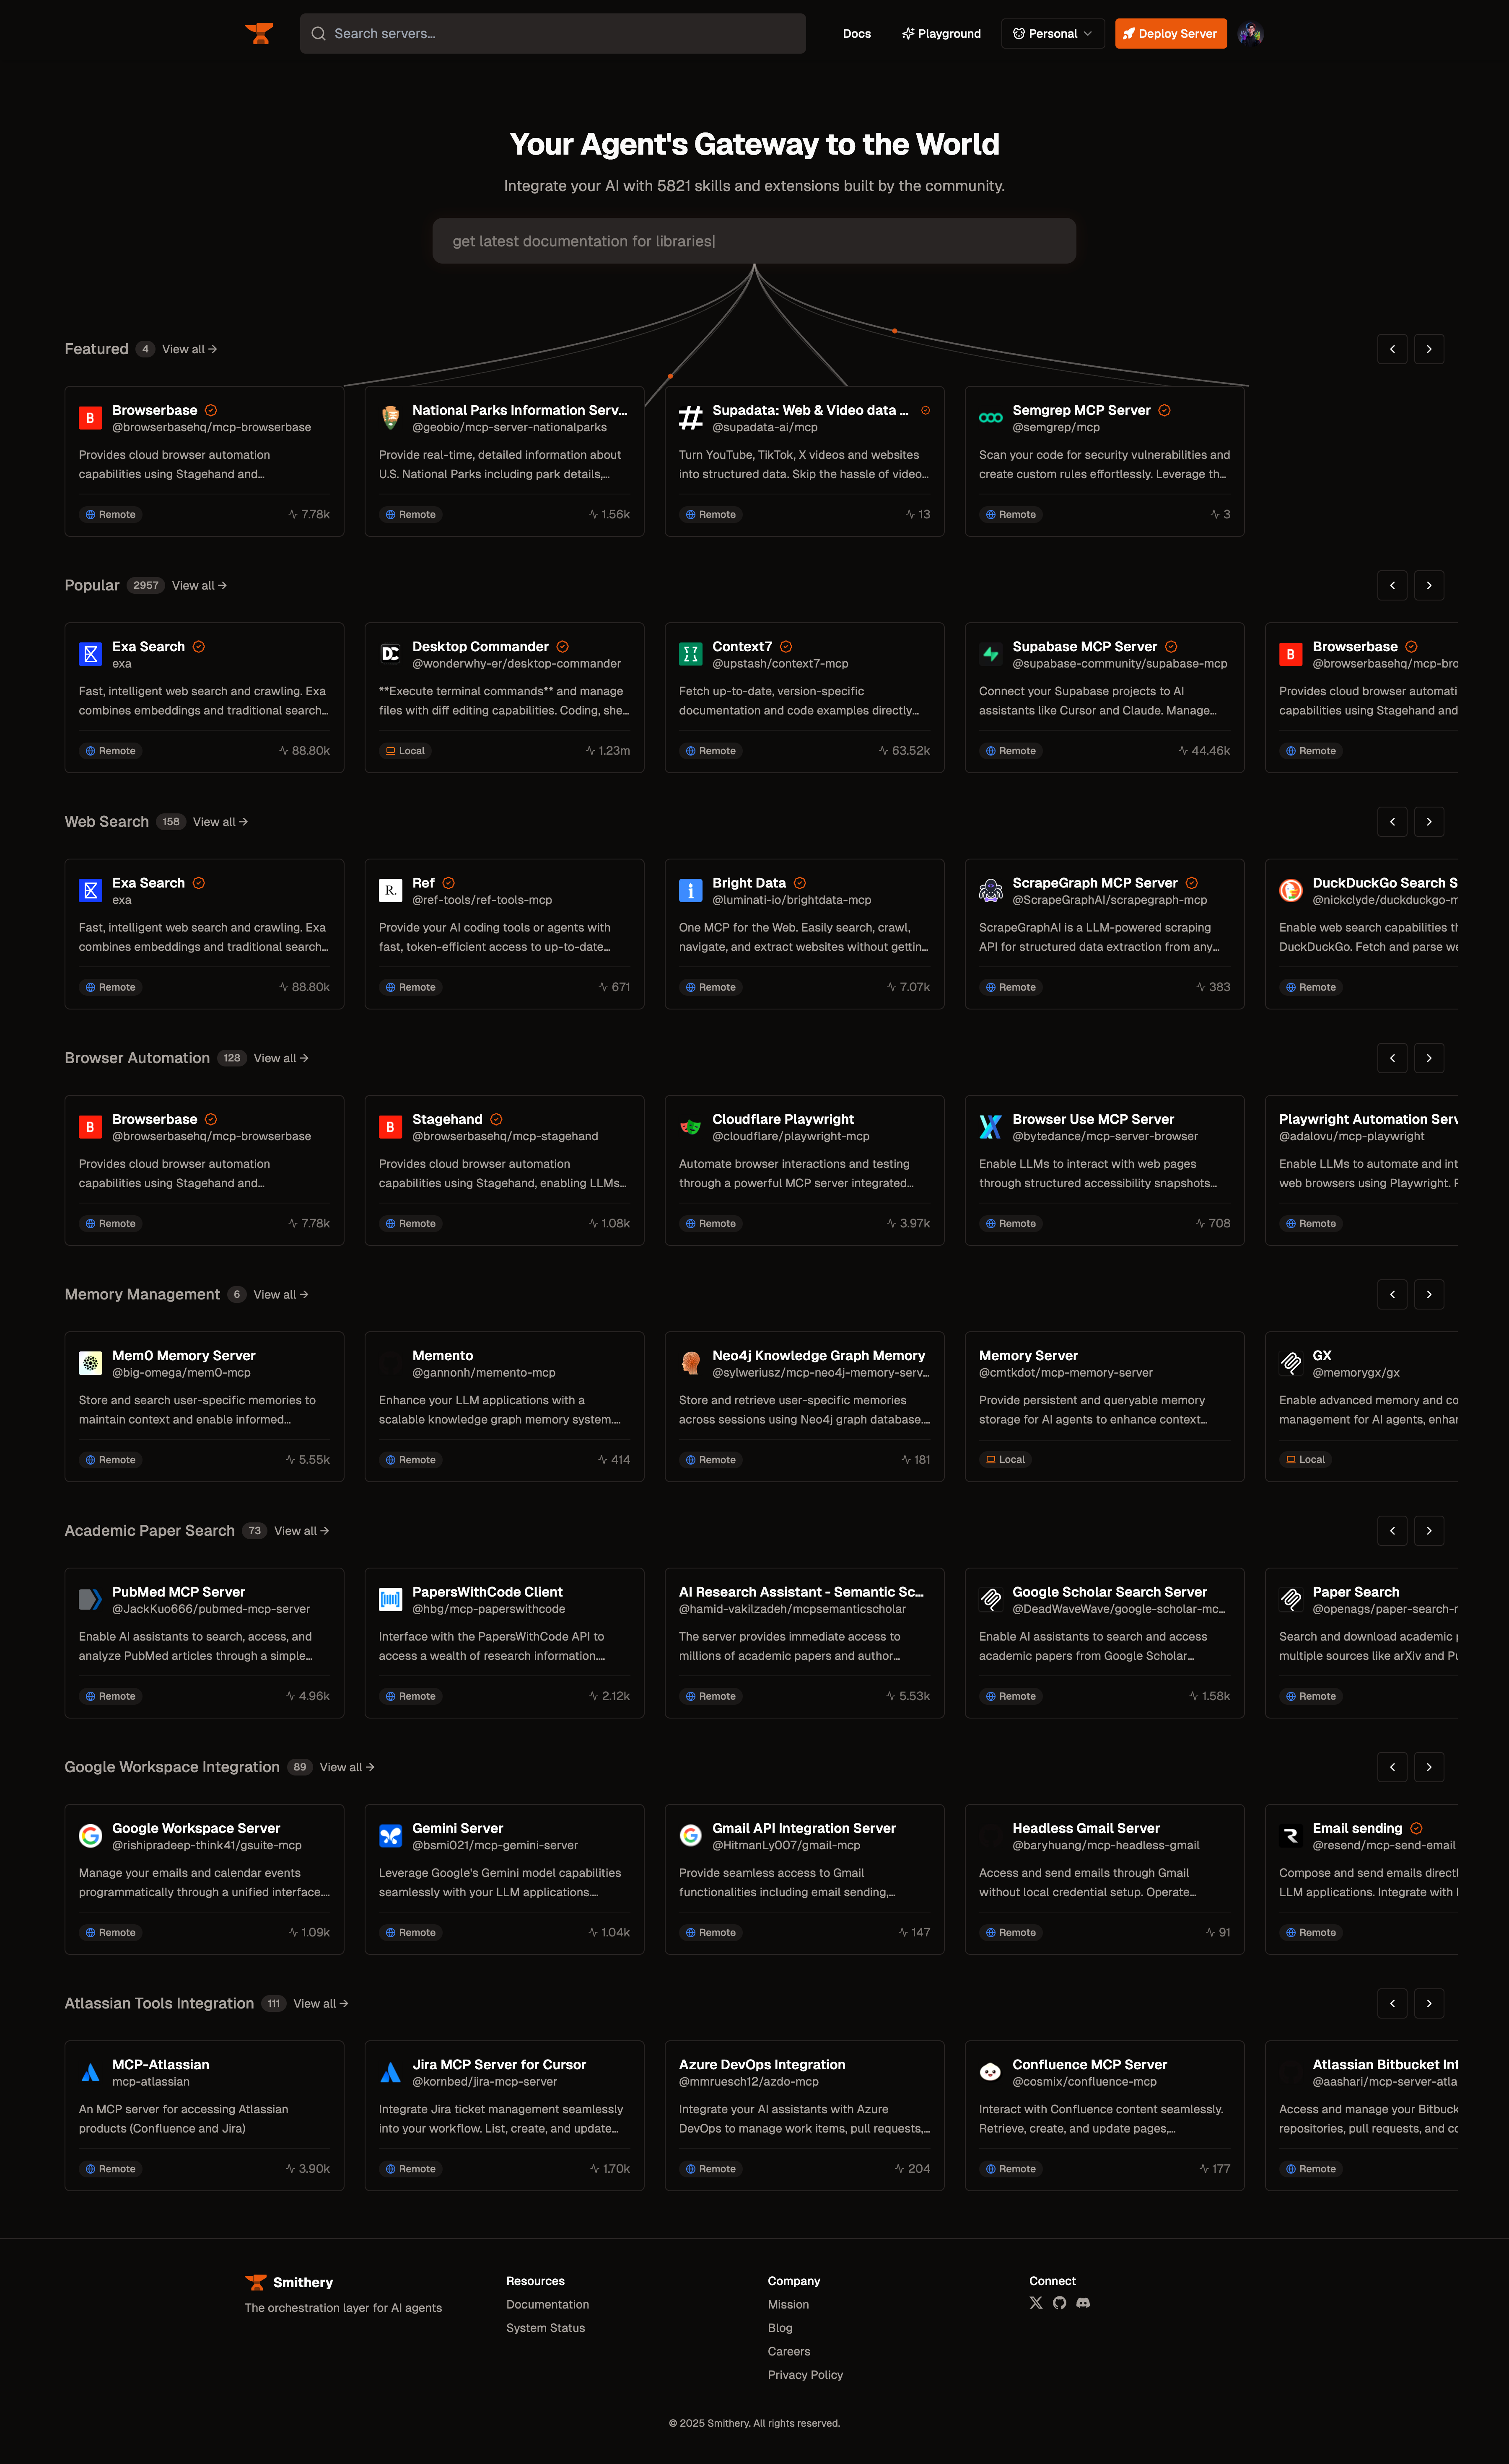 Search servers...
Docs
Playground
Personal
Deploy Server
Your Agent's Gateway to the World
Integrate your AI with 5821 skills and extensions built by the community.
get latest documentation for libraries|
Featured 4 View all →
B
Browserbase
@browserbasehq/mcp-browserbase
Provides cloud browser automation
capabilities using Stagehand and...
Remote 7.78k
National Parks Information Serv...
@geobio/mcp-server-nationalparks
Provide real-time, detailed information about
U.S. National Parks including park details,...
Remote 1.56k
Supadata: Web & Video data ...
@supadata-ai/mcp
Turn YouTube, TikTok, X videos and websites
into structured data. Skip the hassle of video...
Remote 13
Semgrep MCP Server
@semgrep/mcp
Scan your code for security vulnerabilities and
create custom rules effortlessly. Leverage th...
Remote 3
Popular 2957 View all →
Exa Search
exa
Fast, intelligent web search and crawling. Exa
combines embeddings and traditional search...
Remote 88.80k
DC
Desktop Commander
@wonderwhy-er/desktop-commander
**Execute terminal commands** and manage
files with diff editing capabilities. Coding, she...
Local 1.23m
Context7
@upstash/context7-mcp
Fetch up-to-date, version-specific
documentation and code examples directly...
Remote 63.52k
Supabase MCP Server
@supabase-community/supabase-mcp
Connect your Supabase projects to AI
assistants like Cursor and Claude. Manage...
Remote 44.46k
B
Browserbase
@browserbasehq/mcp-bro
Provides cloud browser automati
capabilities using Stagehand and
Remote
Web Search 158 View all →
Exa Search
exa
Fast, intelligent web search and crawling. Exa
combines embeddings and traditional search...
Remote 88.80k
R.
Ref
@ref-tools/ref-tools-mcp
Provide your AI coding tools or agents with
fast, token-efficient access to up-to-date...
Remote 671
i
Bright Data
@luminati-io/brightdata-mcp
One MCP for the Web. Easily search, crawl,
navigate, and extract websites without gettin...
Remote 7.07k
ScrapeGraph MCP Server
@ScrapeGraphAI/scrapegraph-mcp
ScrapeGraphAI is a LLM-powered scraping
API for structured data extraction from any...
Remote 383
DuckDuckGo Search S
@nickclyde/duckduckgo-m
Enable web search capabilities th
DuckDuckGo. Fetch and parse we
Remote
Browser Automation 128 View all →
B
Browserbase
@browserbasehq/mcp-browserbase
Provides cloud browser automation
capabilities using Stagehand and...
Remote 7.78k
B
Stagehand
@browserbasehq/mcp-stagehand
Provides cloud browser automation
capabilities using Stagehand, enabling LLMs...
Remote 1.08k
Cloudflare Playwright
@cloudflare/playwright-mcp
Automate browser interactions and testing
through a powerful MCP server integrated...
Remote 3.97k
Browser Use MCP Server
@bytedance/mcp-server-browser
Enable LLMs to interact with web pages
through structured accessibility snapshots...
Remote 708
Playwright Automation Serv
@adalovu/mcp-playwright
Enable LLMs to automate and int
web browsers using Playwright. P
Remote
Memory Management 6 View all →
Mem0 Memory Server
@big-omega/mem0-mcp
Store and search user-specific memories to
maintain context and enable informed...
Remote 5.55k
Memento
@gannonh/memento-mcp
Enhance your LLM applications with a
scalable knowledge graph memory system....
Remote 414
Neo4j Knowledge Graph Memory
@sylweriusz/mcp-neo4j-memory-serv...
Store and retrieve user-specific memories
across sessions using Neo4j graph database....
Remote 181
Memory Server
@cmtkdot/mcp-memory-server
Provide persistent and queryable memory
storage for AI agents to enhance context...
Local
GX
@memorygx/gx
Enable advanced memory and co
management for AI agents, enhan
Local
Academic Paper Search 73 View all →
PubMed MCP Server
@JackKuo666/pubmed-mcp-server
Enable AI assistants to search, access, and
analyze PubMed articles through a simple...
Remote 4.96k
PapersWithCode Client
@hbg/mcp-paperswithcode
Interface with the PapersWithCode API to
access a wealth of research information....
Remote 2.12k
AI Research Assistant - Semantic Sc...
@hamid-vakilzadeh/mcpsemanticscholar
The server provides immediate access to
millions of academic papers and author...
Remote 5.53k
Google Scholar Search Server
@DeadWaveWave/google-scholar-mc...
Enable AI assistants to search and access
academic papers from Google Scholar...
Remote 1.58k
Paper Search
@openags/paper-search-r
Search and download academic p
multiple sources like arXiv and Pu
Remote
Google Workspace Integration 89 View all →
Google Workspace Server
@rishipradeep-think41/gsuite-mcp
Manage your emails and calendar events
programmatically through a unified interface....
Remote 1.09k
Gemini Server
@bsmi021/mcp-gemini-server
Leverage Google's Gemini model capabilities
seamlessly with your LLM applications....
Remote 1.04k
Gmail API Integration Server
@HitmanLy007/gmail-mcp
Provide seamless access to Gmail
functionalities including email sending,...
Remote 147
Headless Gmail Server
@baryhuang/mcp-headless-gmail
Access and send emails through Gmail
without local credential setup. Operate...
Remote 91
Email sending
@resend/mcp-send-email
Compose and send emails directl
LLM applications. Integrate with
Remote
Atlassian Tools Integration 111 View all →
MCP-Atlassian
mcp-atlassian
An MCP server for accessing Atlassian
products (Confluence and Jira)
Remote 3.90k
Jira MCP Server for Cursor
@kornbed/jira-mcp-server
Integrate Jira ticket management seamlessly
into your workflow. List, create, and update...
Remote 1.70k
Azure DevOps Integration
@mmruesch12/azdo-mcp
Integrate your AI assistants with Azure
DevOps to manage work items, pull requests,...
Remote 204
Confluence MCP Server
@cosmix/confluence-mcp
Interact with Confluence content seamlessly.
Retrieve, create, and update pages,...
Remote 177
Atlassian Bitbucket Int
@aashari/mcp-server-atla
Access and manage your Bitbuck
repositories, pull requests, and cc
Remote
Smithery
The orchestration layer for AI agents
Resources
Documentation
System Status
Company
Mission
Blog
Careers
Privacy Policy
Connect
© 2025 Smithery. All rights reserved.